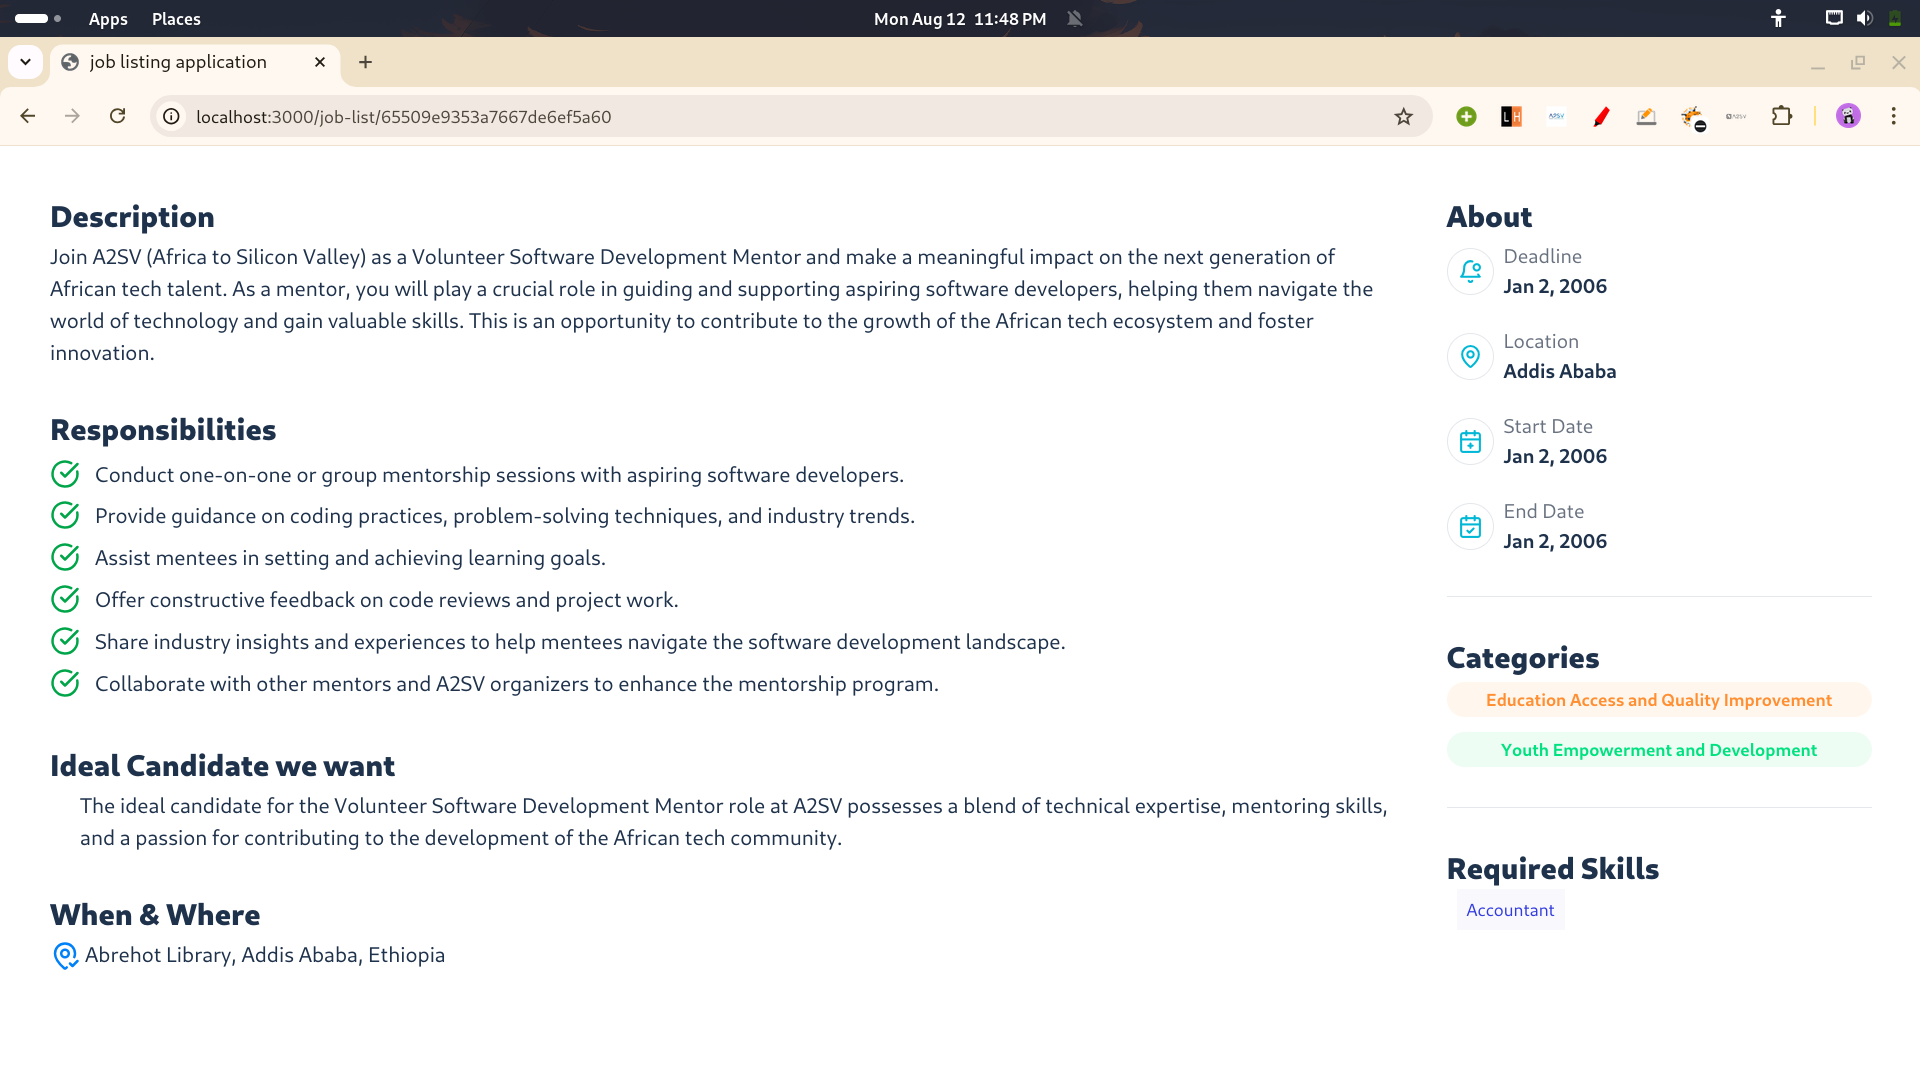 Apps Places Mon Aug 12 11:48 PM
job listing application
localhost:3000/job-list/65509e9353a7667de6ef5a60
LH A2SV A2SV
Description
Join A2SV (Africa to Silicon Valley) as a Volunteer Software Development Mentor and make a meaningful impact on the next generation of
African tech talent. As a mentor, you will play a crucial role in guiding and supporting aspiring software developers, helping them navigate the
world of technology and gain valuable skills. This is an opportunity to contribute to the growth of the African tech ecosystem and foster
innovation.
Responsibilities
Conduct one-on-one or group mentorship sessions with aspiring software developers.
Provide guidance on coding practices, problem-solving techniques, and industry trends.
Assist mentees in setting and achieving learning goals.
Offer constructive feedback on code reviews and project work.
Share industry insights and experiences to help mentees navigate the software development landscape.
Collaborate with other mentors and A2SV organizers to enhance the mentorship program.
Ideal Candidate we want
The ideal candidate for the Volunteer Software Development Mentor role at A2SV possesses a blend of technical expertise, mentoring skills,
and a passion for contributing to the development of the African tech community.
When & Where
Abrehot Library, Addis Ababa, Ethiopia
About
Deadline
Jan 2, 2006
Location
Addis Ababa
Start Date
Jan 2, 2006
End Date
Jan 2, 2006
Categories
Education Access and Quality Improvement
Youth Empowerment and Development
Required Skills
Accountant